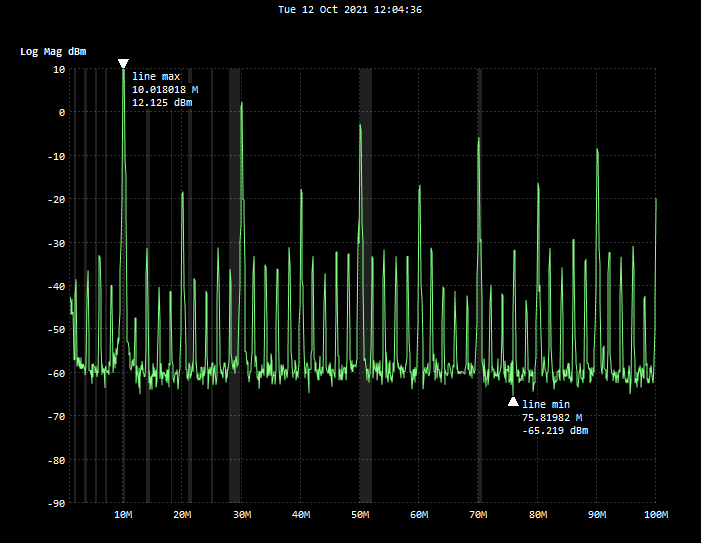 Tue 12 Oct 2021 12:04:36
Log Mag dBm
10
line max
10.018018 M
12.125 dBm
0
-10
-20
-30
-40
-50
-60
line min
75.81982 M
-65.219 dBm
-70
-80
-90
10M 20M 30M 40M 50M 60M 70M 80M 90M 100M